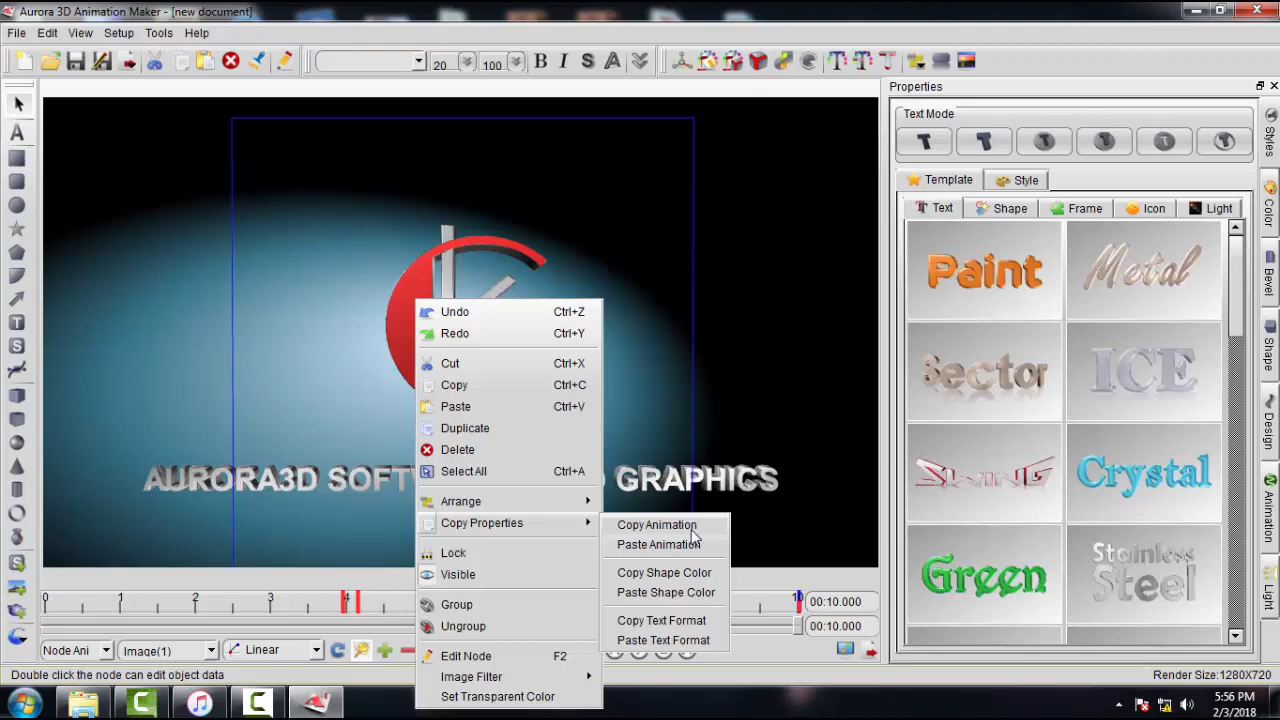 Aurora 3D Animation Maker - [new document]
File Edit View Setup Tools Help
20 100 B I S A
Properties
Text Mode
Template Style
Text Shape Frame Icon Light
Paint Metal
Sector ICE
Swing Crystal
Green Stainless Steel
Styles
Color
Bevel
Shape
Design
Animation
Light
AURORA3D SOFT
GRAPHICS
Undo Ctrl+Z
Redo Ctrl+Y
Cut Ctrl+X
Copy Ctrl+C
Paste Ctrl+V
Duplicate
Delete
Select All Ctrl+A
Arrange
Copy Properties
Lock
Visible
Group
Ungroup
Edit Node F2
Image Filter
Set Transparent Color
Copy Animation
Paste Animation
Copy Shape Color
Paste Shape Color
Copy Text Format
Paste Text Format
0 1 2 3 4 10 00:10.000
00:10.000
Node Ani Image(1) Linear
Double click the node can edit object data
Render Size:1280X720
5:56 PM
2/3/2018